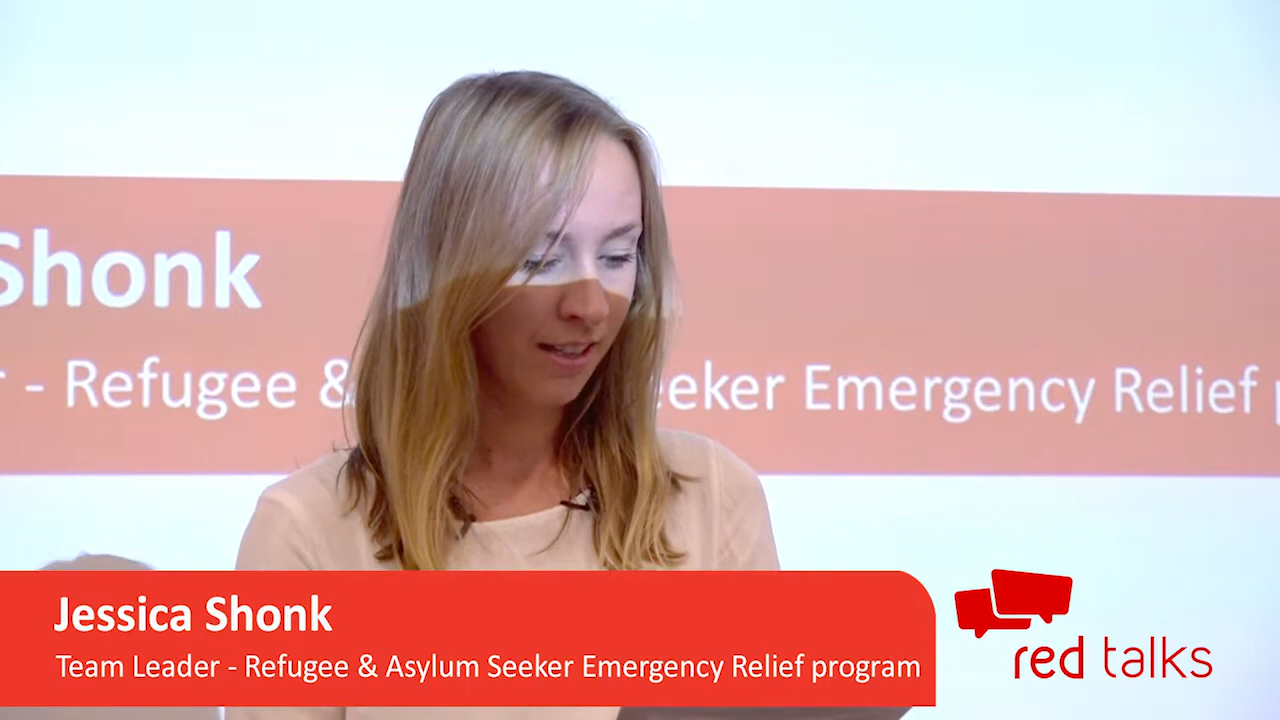 Shonk
r - Refugee & eeker Emergency Relief
Jessica Shonk
Team Leader - Refugee & Asylum Seeker Emergency Relief program
red talks